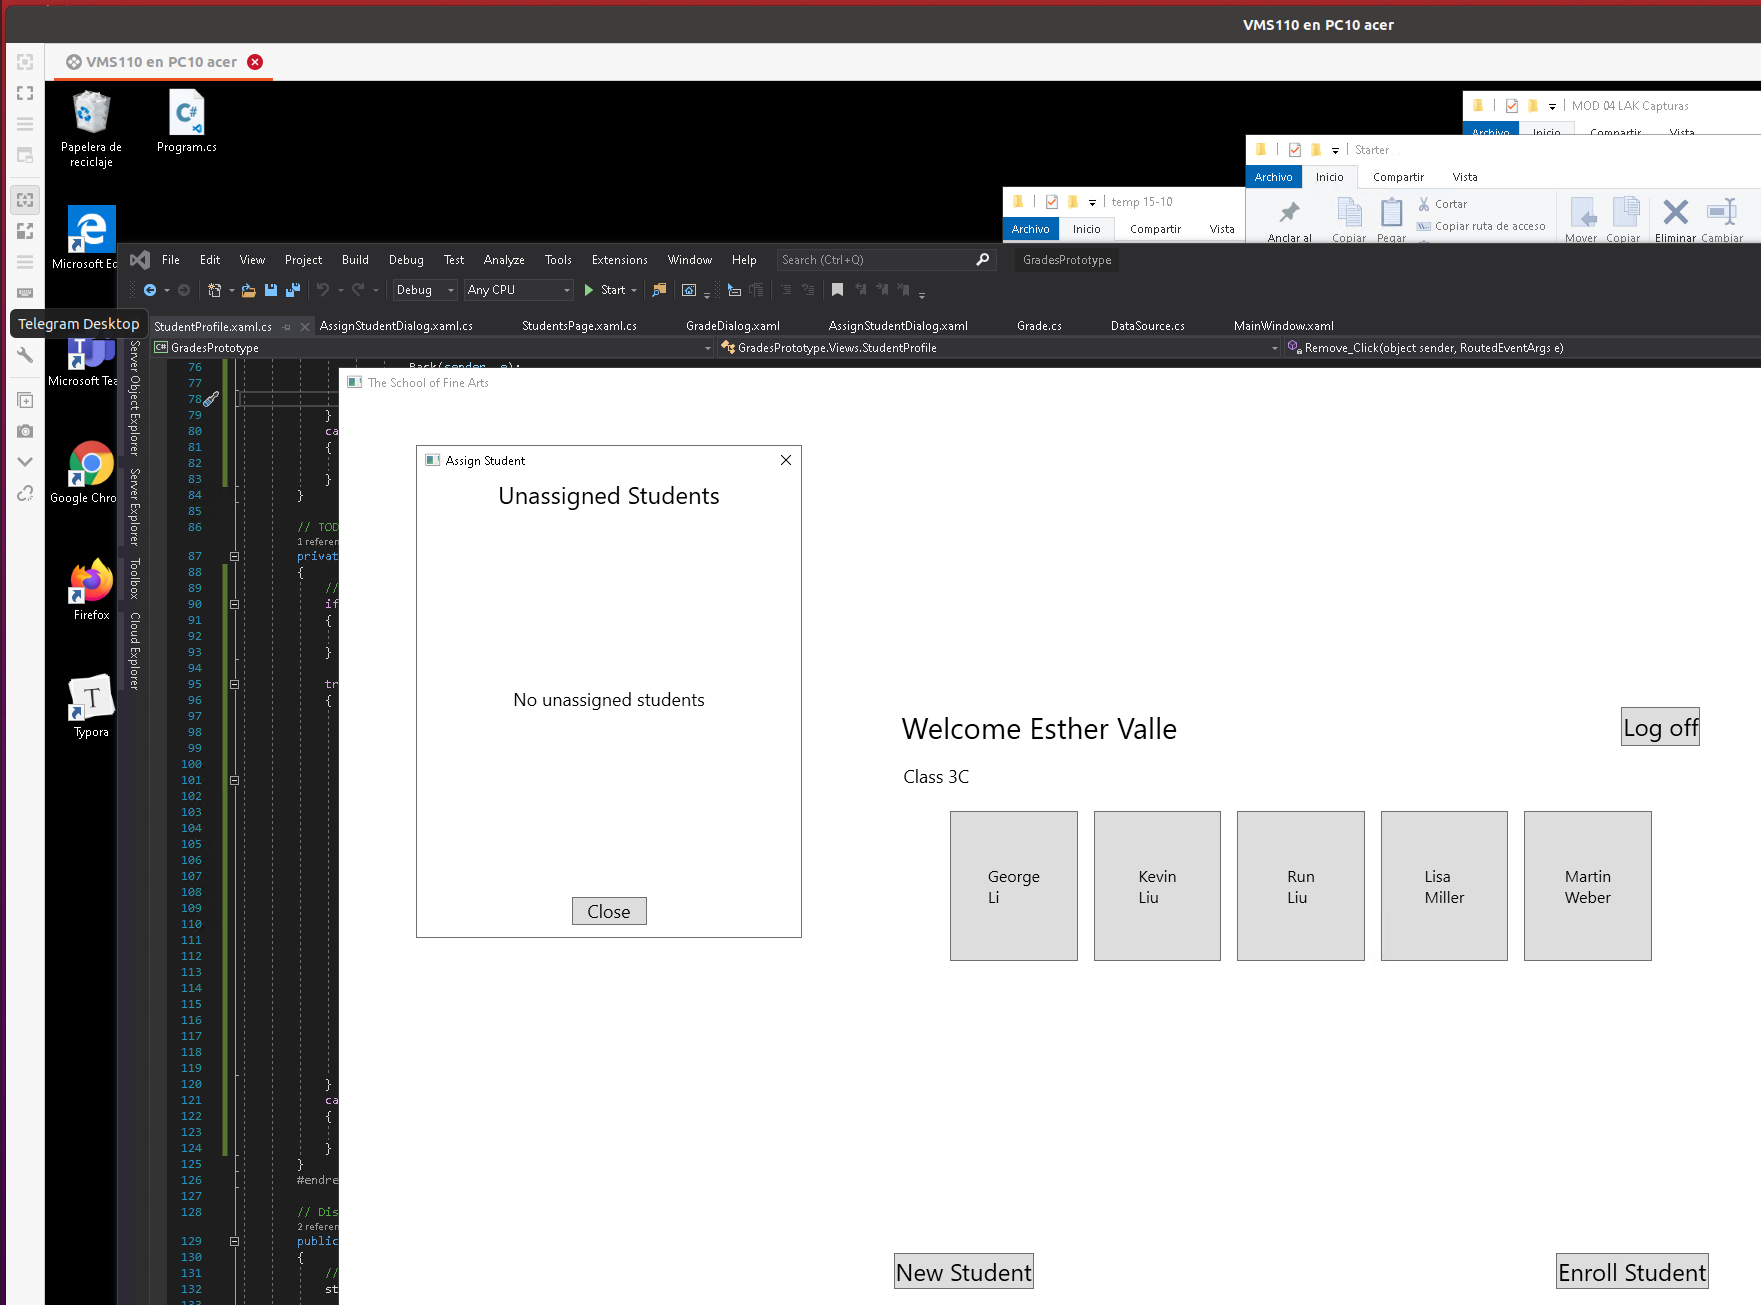 VMS110 en PC10 acer
VMS110 en PC10 acer
Papelera de
reciclaje
Program.cs
MOD 04 LAK Capturas
Archivo Inicio Compartir Vista
Starter
Archivo Inicio Compartir Vista
Cortar
Copiar ruta de acceso
Anclar al Copiar Pegar Mover Copiar Eliminar Cambiar
temp 15-10
Archivo Inicio Compartir Vista
Microsoft Ed
File Edit View Project Build Debug Test Analyze Tools Extensions Window Help Search (Ctrl+Q) GradesPrototype
Debug Any CPU Start
Telegram Desktop
StudentProfile.xaml.cs AssignStudentDialog.xaml.cs StudentsPage.xaml.cs GradeDialog.xaml AssignStudentDialog.xaml Grade.cs DataSource.cs MainWindow.xaml
C# GradesPrototype GradesPrototype.Views.StudentProfile Remove_Click(object sender, RoutedEventArgs e)
Microsoft Tea
Google Chro
Firefox
Typora
Server Object Explorer
Server Explorer
Toolbox
Cloud Explorer
76 Back(sender, e);
77
78
79 }
80 ca
81 {
82
83 }
84 }
85
86 // TOD
1 referen
87 privat
88 {
89 //
90 if
91 {
92
93 }
94
95 tr
96 {
97
98
99
100
101
102
103
104
105
106
107
108
109
110
111
112
113
114
115
116
117
118
119
120 }
121 ca
122 {
123
124 }
125 }
126 #endre
127
128 // Dis
2 referen
129 public
130 {
131 //
132 st
The School of Fine Arts
Assign Student
Unassigned Students
No unassigned students
Close
Welcome Esther Valle
Log off
Class 3C
George
Li
Kevin
Liu
Run
Liu
Lisa
Miller
Martin
Weber
New Student
Enroll Student